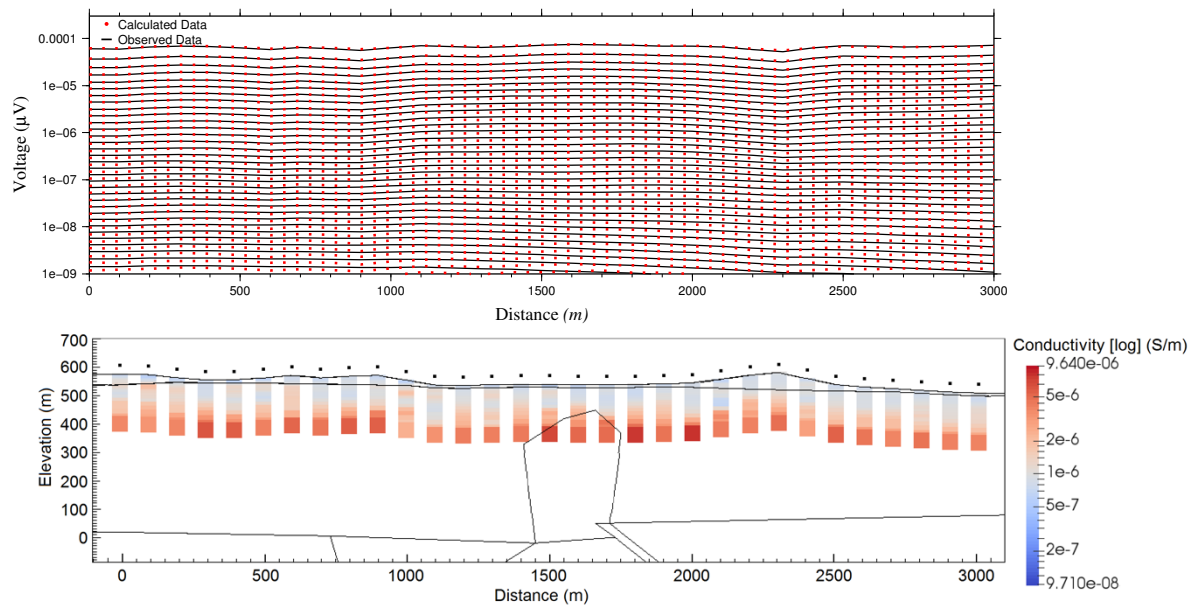 Calculated Data
Observed Data
Voltage (µ V)
0.0001
1e−05
1e−06
1e−07
1e−08
1e−09
0 500 1000 1500 2000 2500 3000
Distance (m)
Elevation (m)
700
600
500
400
300
200
100
0
0 500 1000 1500 2000 2500 3000
Distance (m)
Conductivity [log] (S/m)
9.640e-06
5e-6
2e-6
1e-6
5e-7
2e-7
9.710e-08